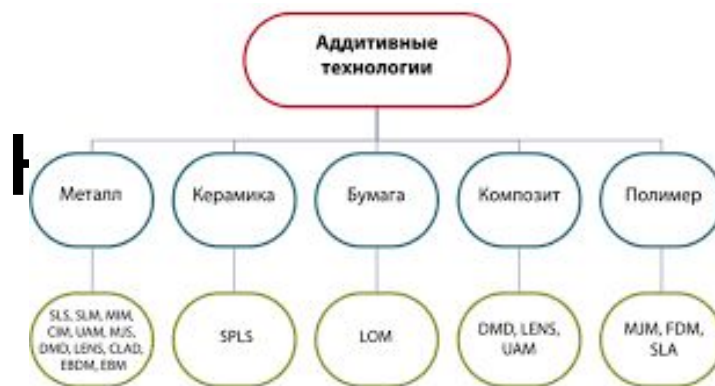 Аддитивные
технологии
Металл
Керамика
Бумага
Композит
Полимер
SLS, SLM, MIM,
CIM, UAM, MJS,
DMD, LENS, CLAD,
EBDM, EBM
SPLS
LOM
DMD, LENS,
UAM
MJM, FDM,
SLA